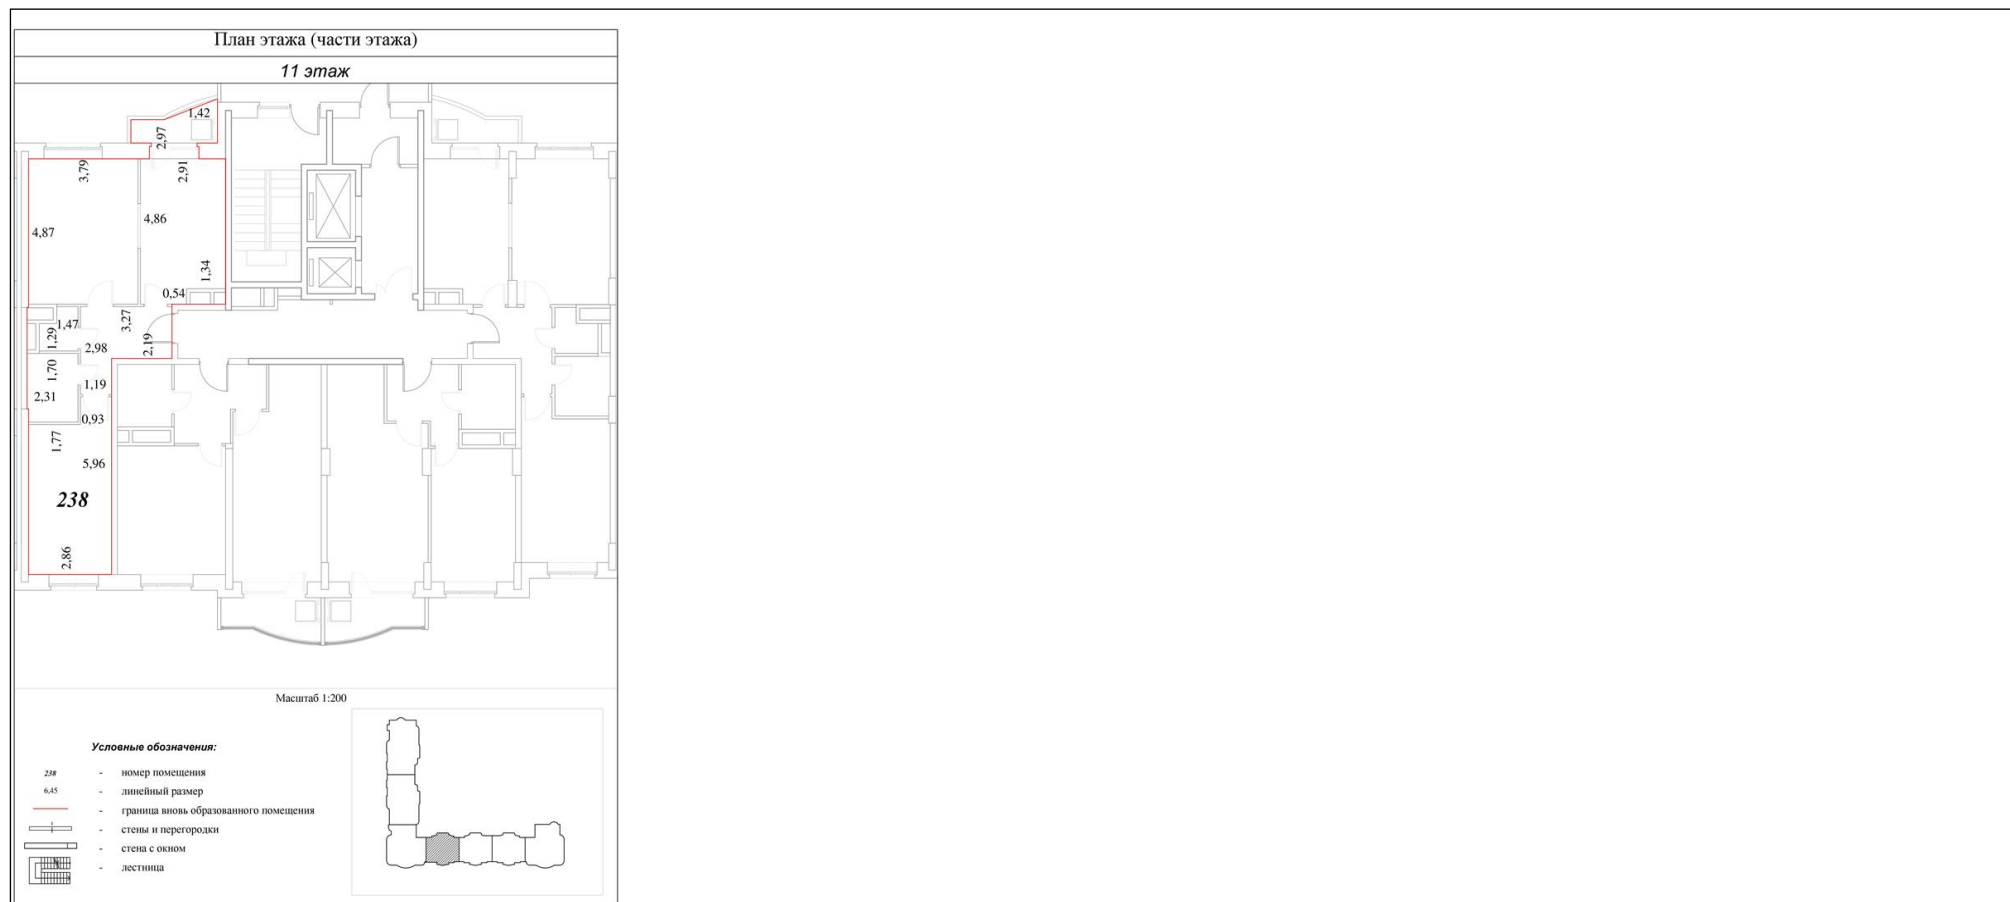 План этажа (части этажа)
11 этаж
1,42
2,97
3,79
2,91
4,86
4,87
1,34
0,54
3,27
1,47
1,29
2,19
2,98
1,70
1,19
2,31
0,93
1,77
5,96
238
2,86
Масштаб 1:200
Условные обозначения:
238 - номер помещения
6,45 - линейный размер
- граница вновь образованного помещения
- стены и перегородки
- стена с окном
- лестница